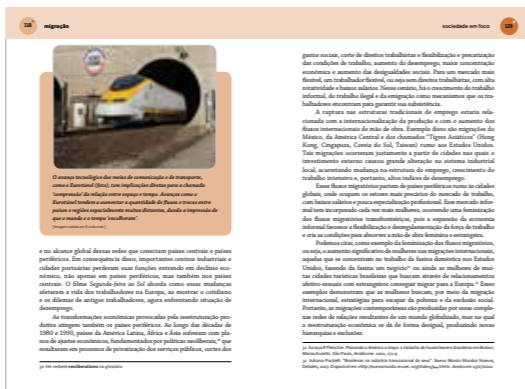 118
migração
O avanço tecnológico dos meios de comunicação e de transporte,
como o Eurotúnel (foto), tem implicações diretas para a chamada
'compressão' da relação entre espaço e tempo. Avanços como o
Eurotúnel tendem a aumentar a quantidade de fluxos e trocas entre
países e regiões espacialmente muitos distantes, dando a impressão de
que o mundo e o tempo 'encolheram'.
e no alcance global dessas redes que conectam países centrais e países
periféricos. Em consequência disso, importantes centros industriais e
cidades portuárias perderam suas funções entrando em declínio eco-
nômico, não apenas em países periféricos, mas também nos países
centrais. O filme Segunda-feira ao Sol aborda como essas mudanças
afetaram a vida dos trabalhadores na Europa, ao mostrar o cotidiano
e os dilemas de antigos trabalhadores, agora enfrentando situação de
desemprego.
As transformações econômicas provocadas pela reestruturação pro-
dutiva atingem também os países periféricos. Ao longo das décadas de
1980 e 1990, países da América Latina, África e Ásia sofreram com pla-
nos de ajustes econômicos, fundamentados por políticas neoliberais,30 que
resultaram em processos de privatização dos serviços públicos, cortes dos
30 Ver verbete neoliberalismo no glossário
sociedade em foco
119
gastos sociais, corte de direitos trabalhistas e flexibilização e precarização
das condições de trabalho, aumento do desemprego, maior concentração
econômica e aumento das desigualdades sociais. Para um mercado mais
flexível, um trabalhador flexível, ou seja sem direitos trabalhistas, com alta
rotatividade e baixos salários. Nesse cenário, há o crescimento do trabalho
informal, do trabalho ilegal e da emigração como mecanismos que os tra-
balhadores encontram para garantir sua subsistência.
A ruptura nas estruturas tradicionais de emprego estaria rela-
cionada com a internacionalização da produção e com o aumento dos
fluxos internacionais de mão de obra. Exemplo disso são migrações do
México, da América Central e dos chamados "Tigres Asiáticos" (Hong
Kong, Cingapura, Coreia do Sul, Taiwan) rumo aos Estados Unidos.
Tais migrações ocorreram justamente a partir de cidades nas quais o
investimento externo causou grande alteração no sistema industrial
local, acarretando mudança na estrutura do emprego, crescimento do
trabalho intensivo e, portanto, altos índices de desemprego.
Esses fluxos migratórios partem de países periféricos rumo às cidades
globais, onde ocupam os setores mais precários do mercado de trabalho,
com baixos salários e pouca especialização profissional. Esse mercado infor-
mal tem incorporado cada vez mais mulheres, ocorrendo uma feminização
dos fluxos migratórios transfronteiriços, pois a expansão da economia
informal favorece a flexibilização e desregulamentação da força de trabalho
e cria as condições para absorver a mão de obra feminina e estrangeira.
Podemos citar, como exemplo da feminização dos fluxos migratórios,
ou seja, o aumento significativo de mulheres nas migrações internacionais,
aquelas que se concentram no trabalho da faxina doméstica nos Estados
Unidos, fazendo da faxina um negócio31 ou ainda as mulheres de mui-
tas cidades turísticas brasileiras que buscam através de relacionamentos
afetivo-sexuais com estrangeiros conseguir migrar para a Europa.32 Esses
exemplos demonstram que as mulheres buscam, por meio da migração
internacional, estratégias para escapar da pobreza e da exclusão social.
Portanto, as migrações contemporâneas são produzidas por essas comple-
xas redes de relações resultantes de um mundo globalizado, mas no qual
a reestruturação econômica se dá de forma desigual, produzindo novas
hierarquias e exclusões.